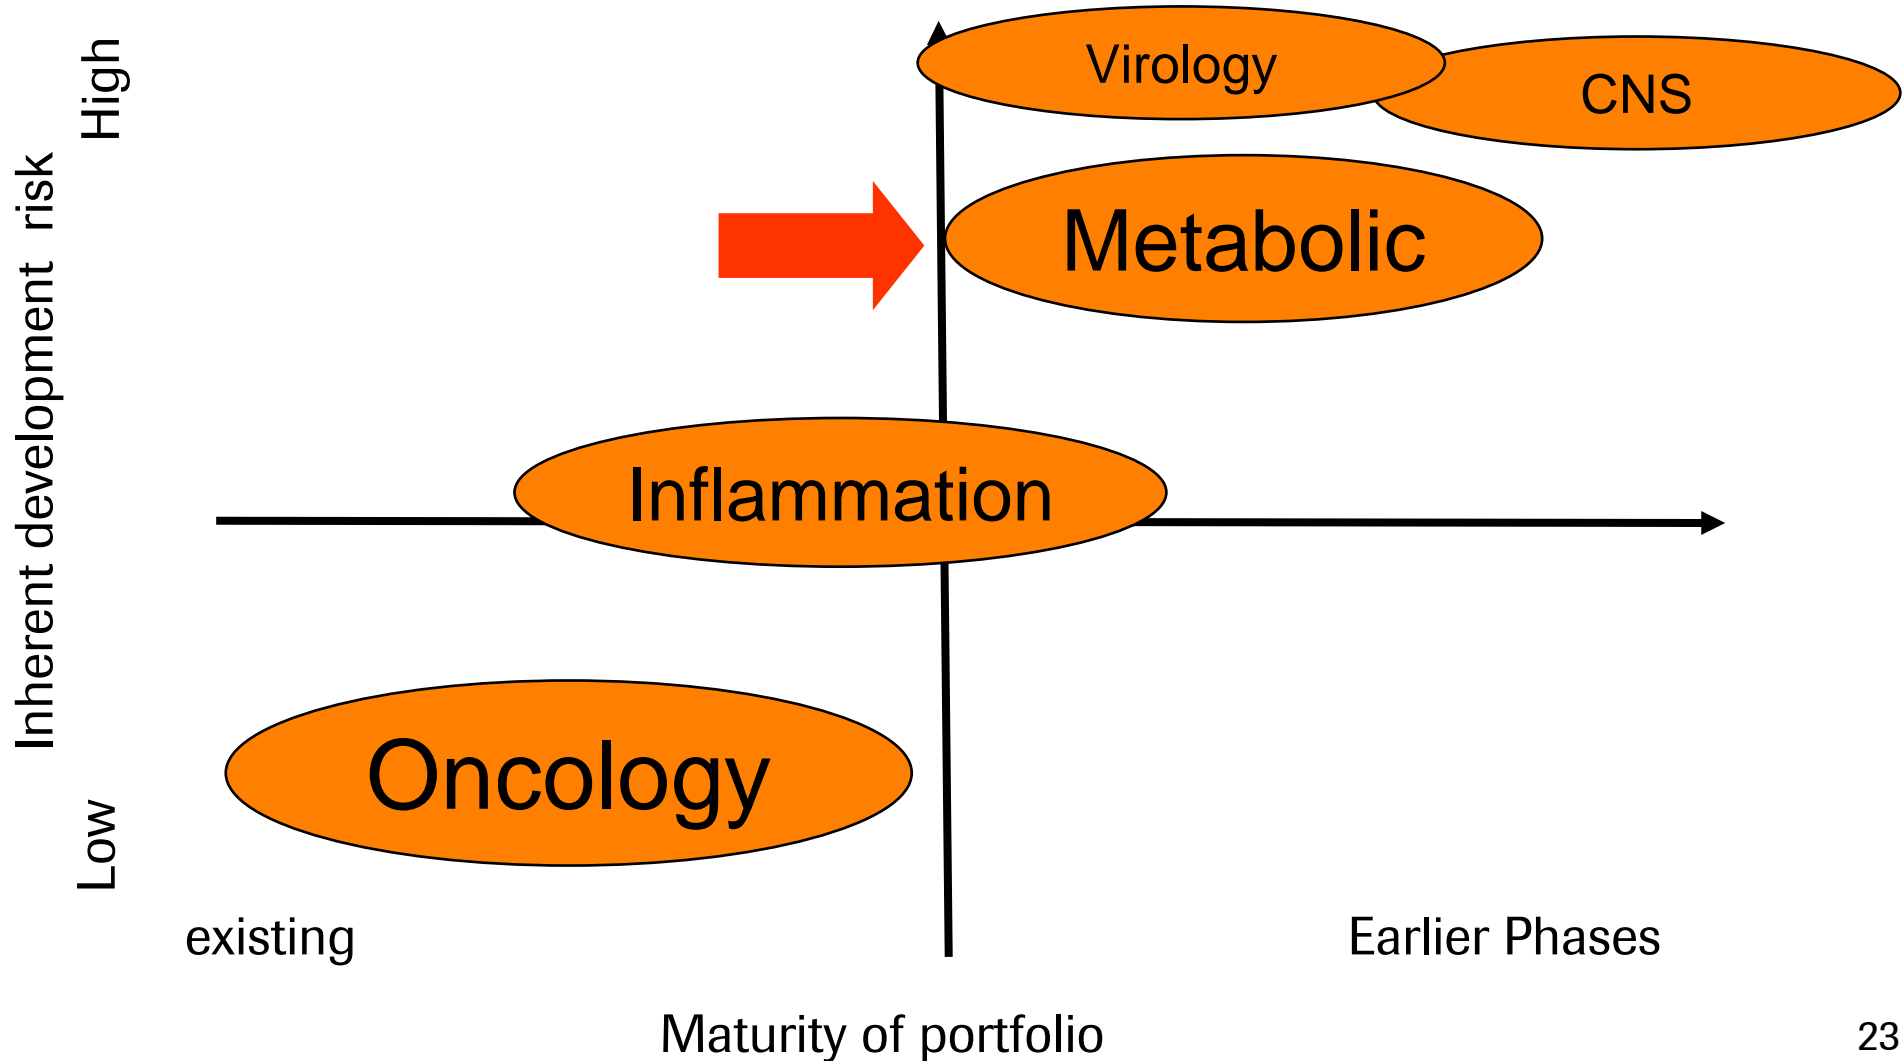 High
Virology
CNS
Metabolic
Inherent development risk
Inflammation
Oncology
Low
existing
Earlier Phases
Maturity of portfolio
23